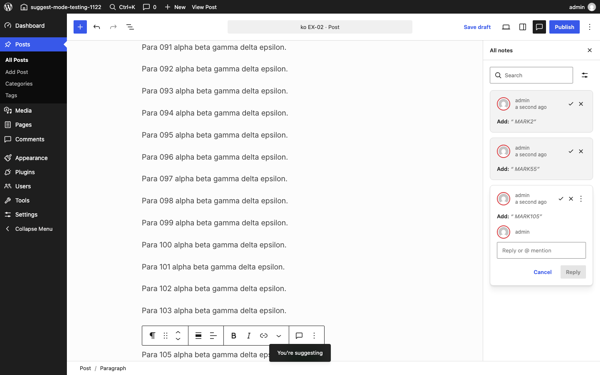 suggest-mode-testing-1122 Ctrl+K 0 New View Post admin
Dashboard
Posts
All Posts
Add Post
Categories
Tags
Media
Pages
Comments
Appearance
Plugins
Users
Tools
Settings
Collapse Menu
ko EX-02 · Post
Save draft
Publish
Para 091 alpha beta gamma delta epsilon.
Para 092 alpha beta gamma delta epsilon.
Para 093 alpha beta gamma delta epsilon.
Para 094 alpha beta gamma delta epsilon.
Para 095 alpha beta gamma delta epsilon.
Para 096 alpha beta gamma delta epsilon.
Para 097 alpha beta gamma delta epsilon.
Para 098 alpha beta gamma delta epsilon.
Para 099 alpha beta gamma delta epsilon.
Para 100 alpha beta gamma delta epsilon.
Para 101 alpha beta gamma delta epsilon.
Para 102 alpha beta gamma delta epsilon.
Para 103 alpha beta gamma delta epsilon.
B I
Para 105 alpha beta gamma delta ep
You're suggesting
Post / Paragraph
All notes
Search
admin
a second ago
Add: " MARK2"
admin
a second ago
Add: " MARK55"
admin
a second ago
Add: " MARK105"
admin
Reply or @ mention
Cancel
Reply